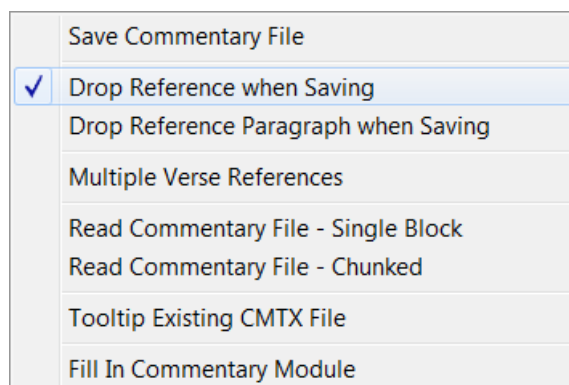 Save Commentary File
Drop Reference when Saving
Drop Reference Paragraph when Saving
Multiple Verse References
Read Commentary File - Single Block
Read Commentary File - Chunked
Tooltip Existing CMTX File
Fill In Commentary Module